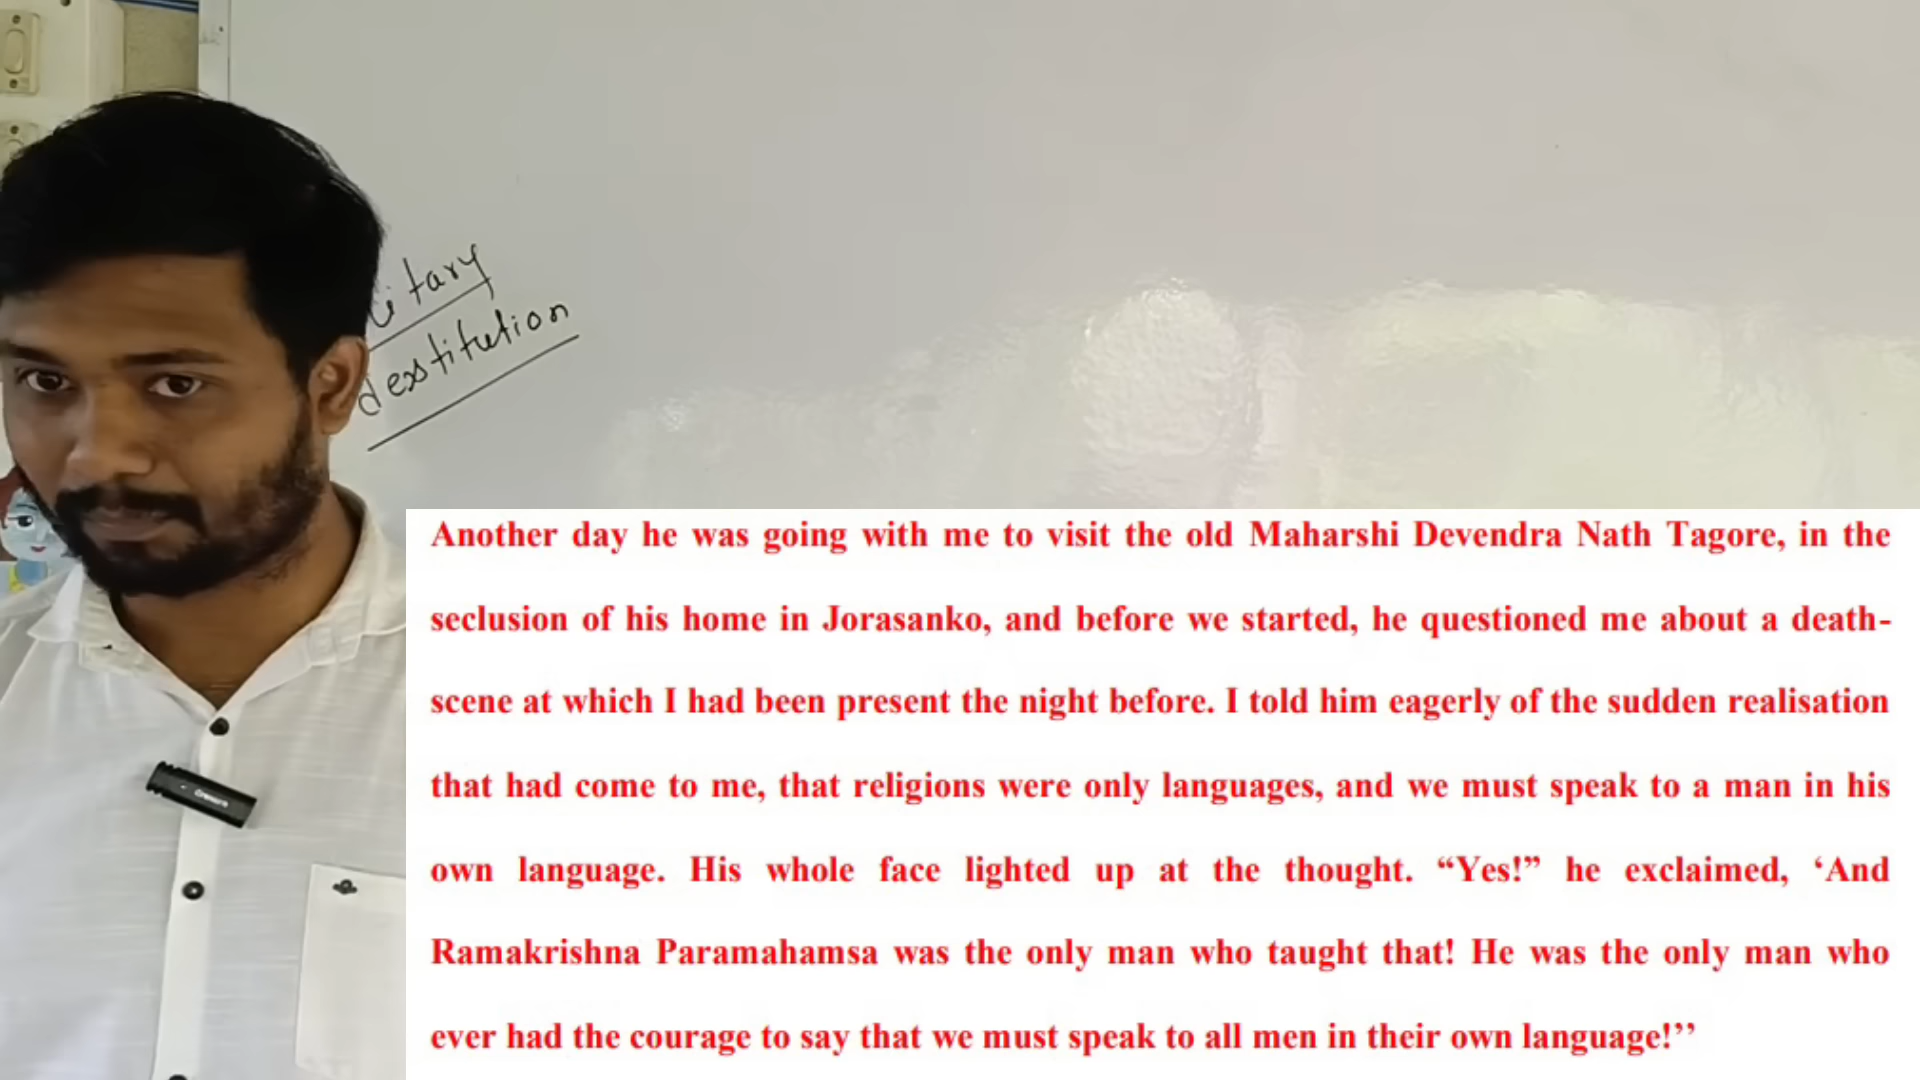 destitution
Another day he was going with me to visit the old Maharshi Devendra Nath Tagore, in the
seclusion of his home in Jorasanko, and before we started, he questioned me about a death-
scene at which I had been present the night before. I told him eagerly of the sudden realisation
that had come to me, that religions were only languages, and we must speak to a man in his
own language. His whole face lighted up at the thought. “Yes!” he exclaimed, ‘And
Ramakrishna Paramahamsa was the only man who taught that! He was the only man who
ever had the courage to say that we must speak to all men in their own language!’’